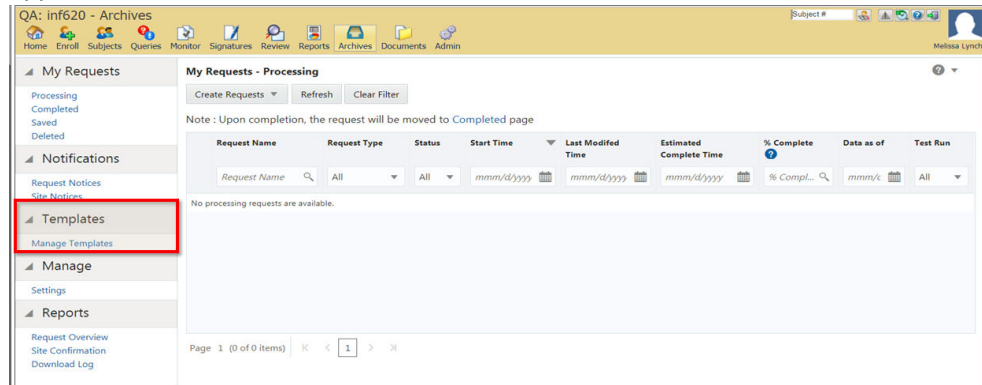 QA: inf620 - Archives
Subject #
Home Enroll Subjects Queries Monitor Signatures Review Reports Archives Documents Admin
Melissa Lynch
My Requests
Processing
Completed
Saved
Deleted
Notifications
Request Notices
Site Notices
Templates
Manage Templates
Manage
Settings
Reports
Request Overview
Site Confirmation
Download Log
My Requests - Processing
Create Requests Refresh Clear Filter
Note : Upon completion, the request will be moved to Completed page
Request Name Request Type Status Start Time Last Modifed Time Estimated Complete Time % Complete Data as of Test Run
Request Name All All mmm/d/yyyy mmm/d/yyyy mmm/d/yyyy % Compl... mmm/c All
No processing requests are available.
Page 1 (0 of 0 items) 1